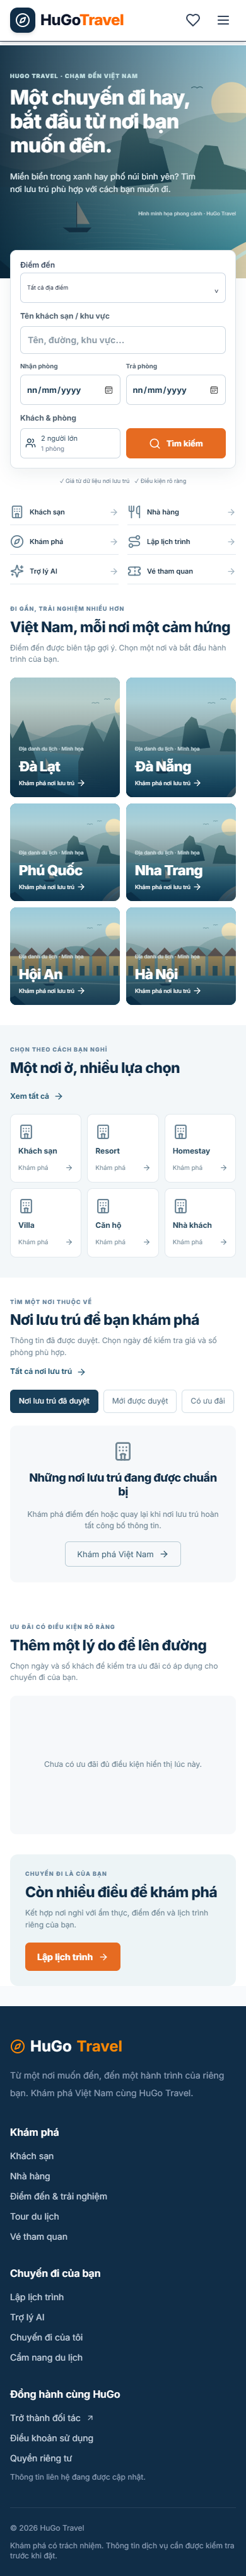 HuGoTravel
HUGO TRAVEL · CHẠM ĐẾN VIỆT NAM
Một chuyến đi hay,
bắt đầu từ nơi bạn
muốn đến.
Miền biển trong xanh hay phố núi bình yên? Tìm
nơi lưu trú phù hợp với cách bạn muốn đi.
Hình minh họa phong cảnh · HuGo Travel
Điểm đến
Tất cả địa điểm
Tên khách sạn / khu vực
Tên, đường, khu vực...
Nhận phòng
Trả phòng
nn/mm/yyyy
nn/mm/yyyy
Khách & phòng
2 người lớn
1 phòng
Tìm kiếm
✓ Giá từ dữ liệu nơi lưu trú ✓ Điều kiện rõ ràng
Khách sạn
Nhà hàng
Khám phá
Lập lịch trình
Trợ lý AI
Vé tham quan
ĐI GẦN, TRẢI NGHIỆM NHIỀU HƠN
Việt Nam, mỗi nơi một cảm hứng
Điểm đến được biên tập gợi ý. Chọn một nơi và bắt đầu hành
trình của bạn.
Địa danh du lịch · Minh họa
Đà Lạt
Khám phá nơi lưu trú →
Địa danh du lịch · Minh họa
Đà Nẵng
Khám phá nơi lưu trú →
Địa danh du lịch · Minh họa
Phú Quốc
Khám phá nơi lưu trú →
Địa danh du lịch · Minh họa
Nha Trang
Khám phá nơi lưu trú →
Địa danh du lịch · Minh họa
Hội An
Khám phá nơi lưu trú →
Địa danh du lịch · Minh họa
Hà Nội
Khám phá nơi lưu trú →
CHỌN THEO CÁCH BẠN NGHỈ
Một nơi ở, nhiều lựa chọn
Xem tất cả →
Khách sạn
Khám phá →
Resort
Khám phá →
Homestay
Khám phá →
Villa
Khám phá →
Căn hộ
Khám phá →
Nhà khách
Khám phá →
TÌM MỘT NƠI THUỘC VỀ
Nơi lưu trú để bạn khám phá
Thông tin đã được duyệt. Chọn ngày để kiểm tra giá và số
phòng phù hợp.
Tất cả nơi lưu trú →
Nơi lưu trú đã duyệt
Mới được duyệt
Có ưu đãi
Những nơi lưu trú đang được chuẩn
bị
Khám phá điểm đến hoặc quay lại khi nơi lưu trú hoàn
tất công bố thông tin.
Khám phá Việt Nam →
ƯU ĐÃI CÓ ĐIỀU KIỆN RÕ RÀNG
Thêm một lý do để lên đường
Chọn ngày và số khách để kiểm tra ưu đãi có áp dụng cho
chuyến đi của bạn.
Chưa có ưu đãi đủ điều kiện hiển thị lúc này.
CHUYẾN ĐI LÀ CỦA BẠN
Còn nhiều điều để khám phá
Kết hợp nơi nghỉ với ẩm thực, điểm đến và lịch trình
riêng của bạn.
Lập lịch trình →
HuGo Travel
Từ một nơi muốn đến, đến một hành trình của riêng
bạn. Khám phá Việt Nam cùng HuGo Travel.
Khám phá
Khách sạn
Nhà hàng
Điểm đến & trải nghiệm
Tour du lịch
Vé tham quan
Chuyến đi của bạn
Lập lịch trình
Trợ lý AI
Chuyến đi của tôi
Cẩm nang du lịch
Đồng hành cùng HuGo
Trở thành đối tác ↗
Điều khoản sử dụng
Quyền riêng tư
Thông tin liên hệ đang được cập nhật.
© 2026 HuGo Travel
Khám phá có trách nhiệm. Thông tin dịch vụ cần được kiểm tra
trước khi đặt.